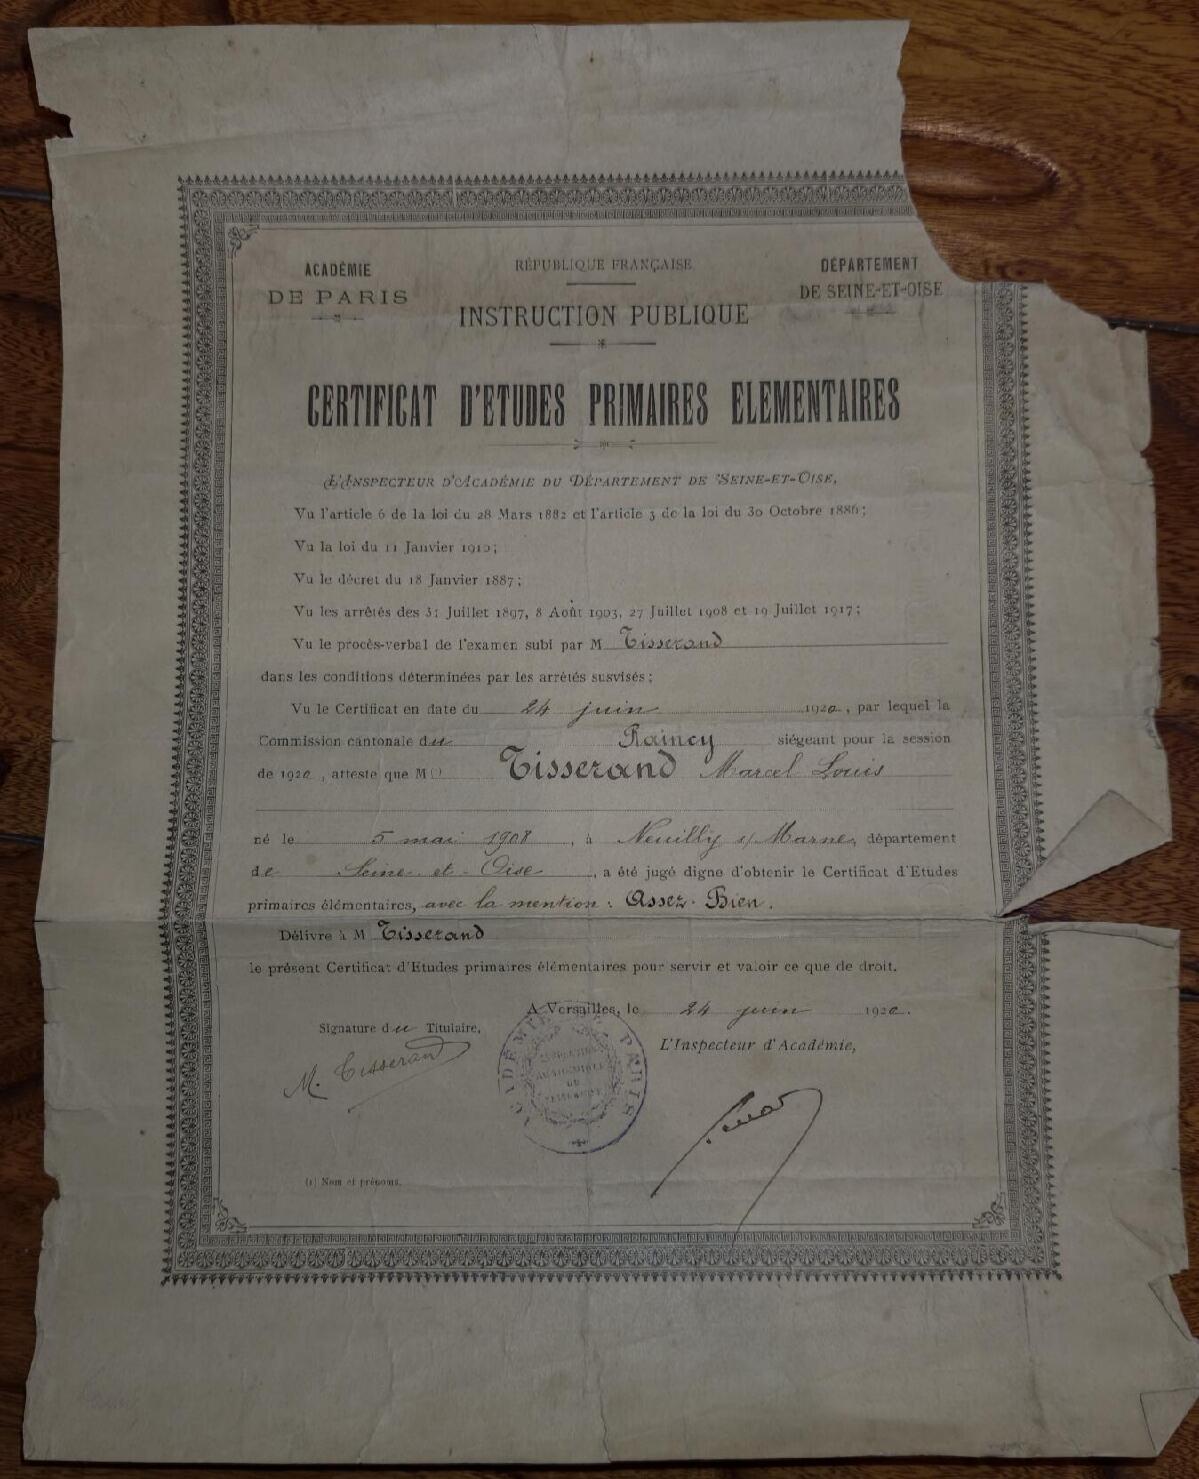 ACADÉMIE
DE PARIS
RÉPUBLIQUE FRANÇAISE
INSTRUCTION PUBLIQUE
DÉPARTEMENT
DE SEINE-ET-OISE
CERTIFICAT D'ETUDES PRIMAIRES ELEMENTAIRES
L'INSPECTEUR D'ACADÉMIE DU DÉPARTEMENT DE SEINE-ET-OISE,
Vu l'article 6 de la loi du 28 Mars 1882 et l'article 3 de la loi du 30 Octobre 1886;
Vu la loi du 11 Janvier 1910;
Vu le décret du 18 Janvier 1887;
Vu les arrêtés des 31 Juillet 1897, 8 Août 1903, 27 Juillet 1908 et 19 Juillet 1917;
Vu le procès-verbal de l'examen subi par M Tisserand
dans les conditions déterminées par les arrêtés susvisés;
Vu le Certificat en date du 24 juin 1920, par lequel la
Commission cantonale du Raincy siégeant pour la session
de 1920, atteste que M(1) Tisserand Marcel Louis
né le 5 mai 1908, à Neuilly s/ Marne, département
de Seine-et-Oise, a été jugé digne d'obtenir le Certificat d'Etudes
primaires élémentaires, avec la mention : Assez-Bien.
Délivré à M Tisserand
le présent Certificat d'Etudes primaires élémentaires pour servir et valoir ce que de droit.
A Versailles, le 24 juin 1920.
Signature du Titulaire,
L'Inspecteur d'Académie,
M. Tisserand
ACADÉMIE DE PARIS
(1) Nom et prénoms.